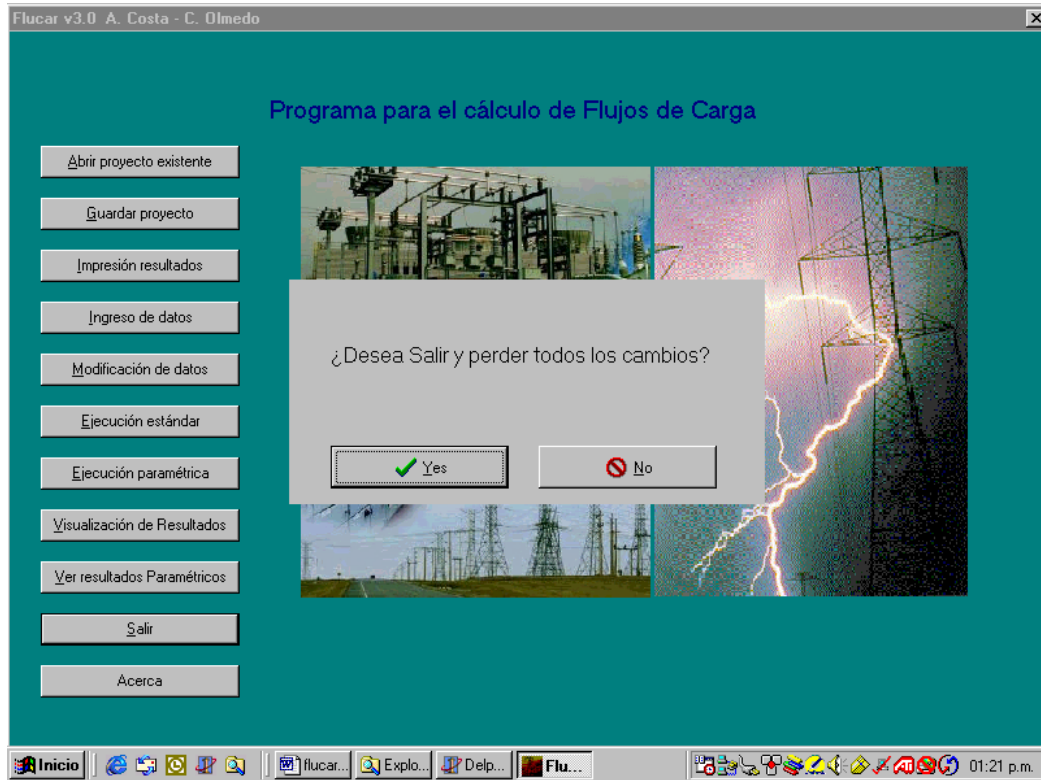 Flucar v3.0 A. Costa - C. Olmedo
Programa para el cálculo de Flujos de Carga
Abrir proyecto existente
Guardar proyecto
Impresión resultados
Ingreso de datos
Modificación de datos
Ejecución estándar
Ejecución paramétrica
Visualización de Resultados
Ver resultados Paramétricos
Salir
Acerca
¿Desea Salir y perder todos los cambios?
Yes
No
Inicio
flucar...
Explo...
Delp...
Flu...
01:21 p.m.